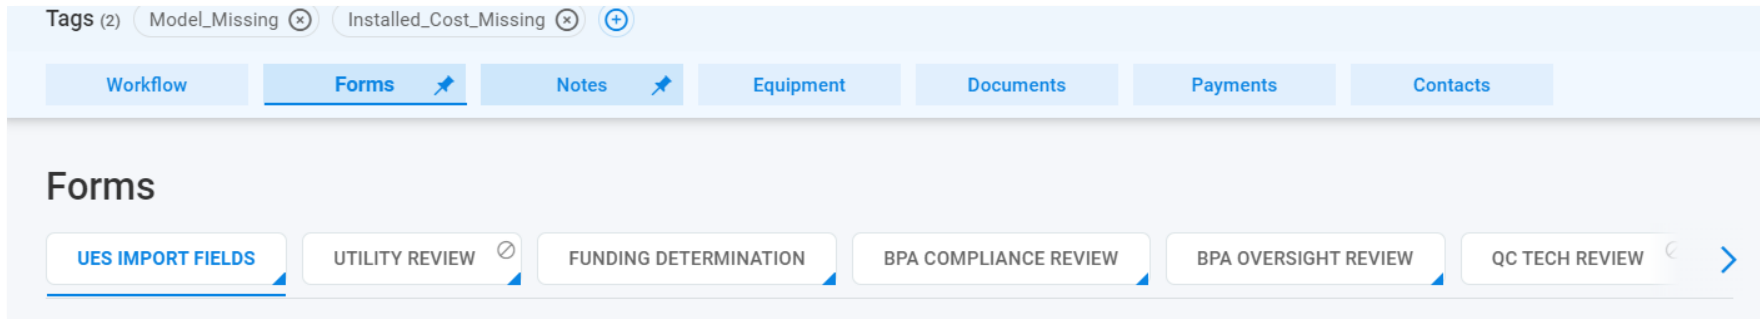 Tags (2) Model_Missing Installed_Cost_Missing
Workflow Forms Notes Equipment Documents Payments Contacts
Forms
UES IMPORT FIELDS UTILITY REVIEW FUNDING DETERMINATION BPA COMPLIANCE REVIEW BPA OVERSIGHT REVIEW QC TECH REVIEW